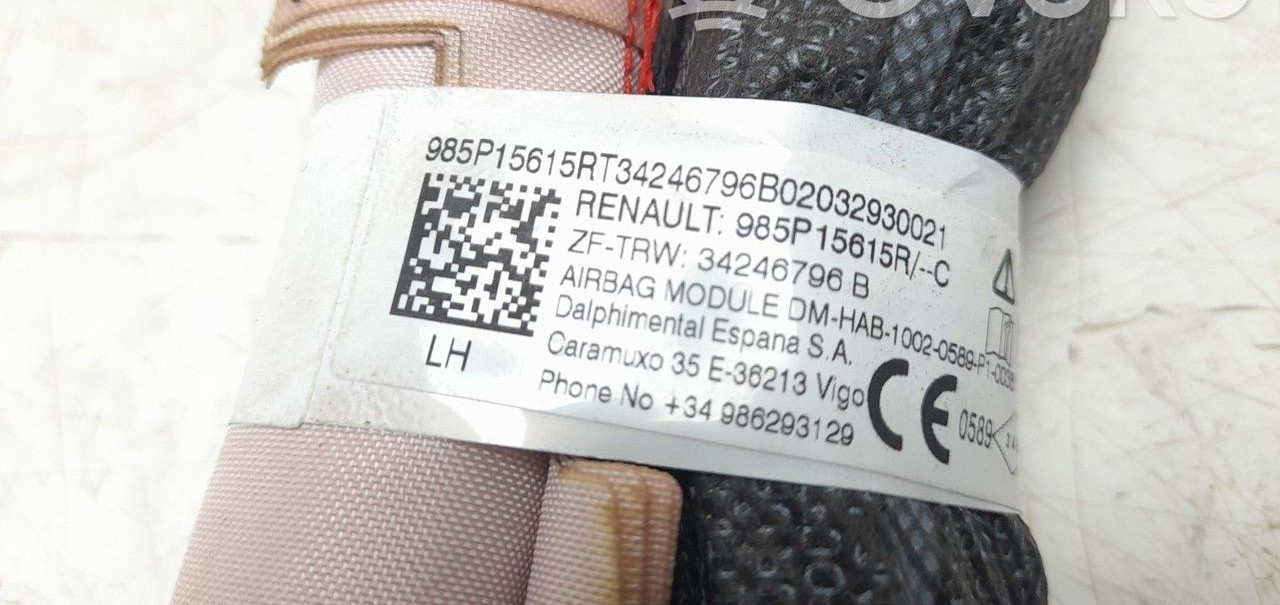 985P15615RT34246796B02032930021
RENAULT: 985P15615R/--C
ZF-TRW: 34246796 B
AIRBAG MODULE DM-HAB-1002-0589-P1-0038
Dalphimental Espana S.A.
Caramuxo 35 E-36213 Vigo
Phone No +34 986293129
LH
CE 0589